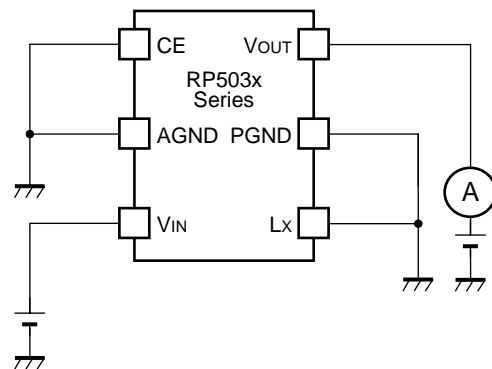 CE
VOUT
RP503x
Series
AGND
PGND
VIN
LX
A